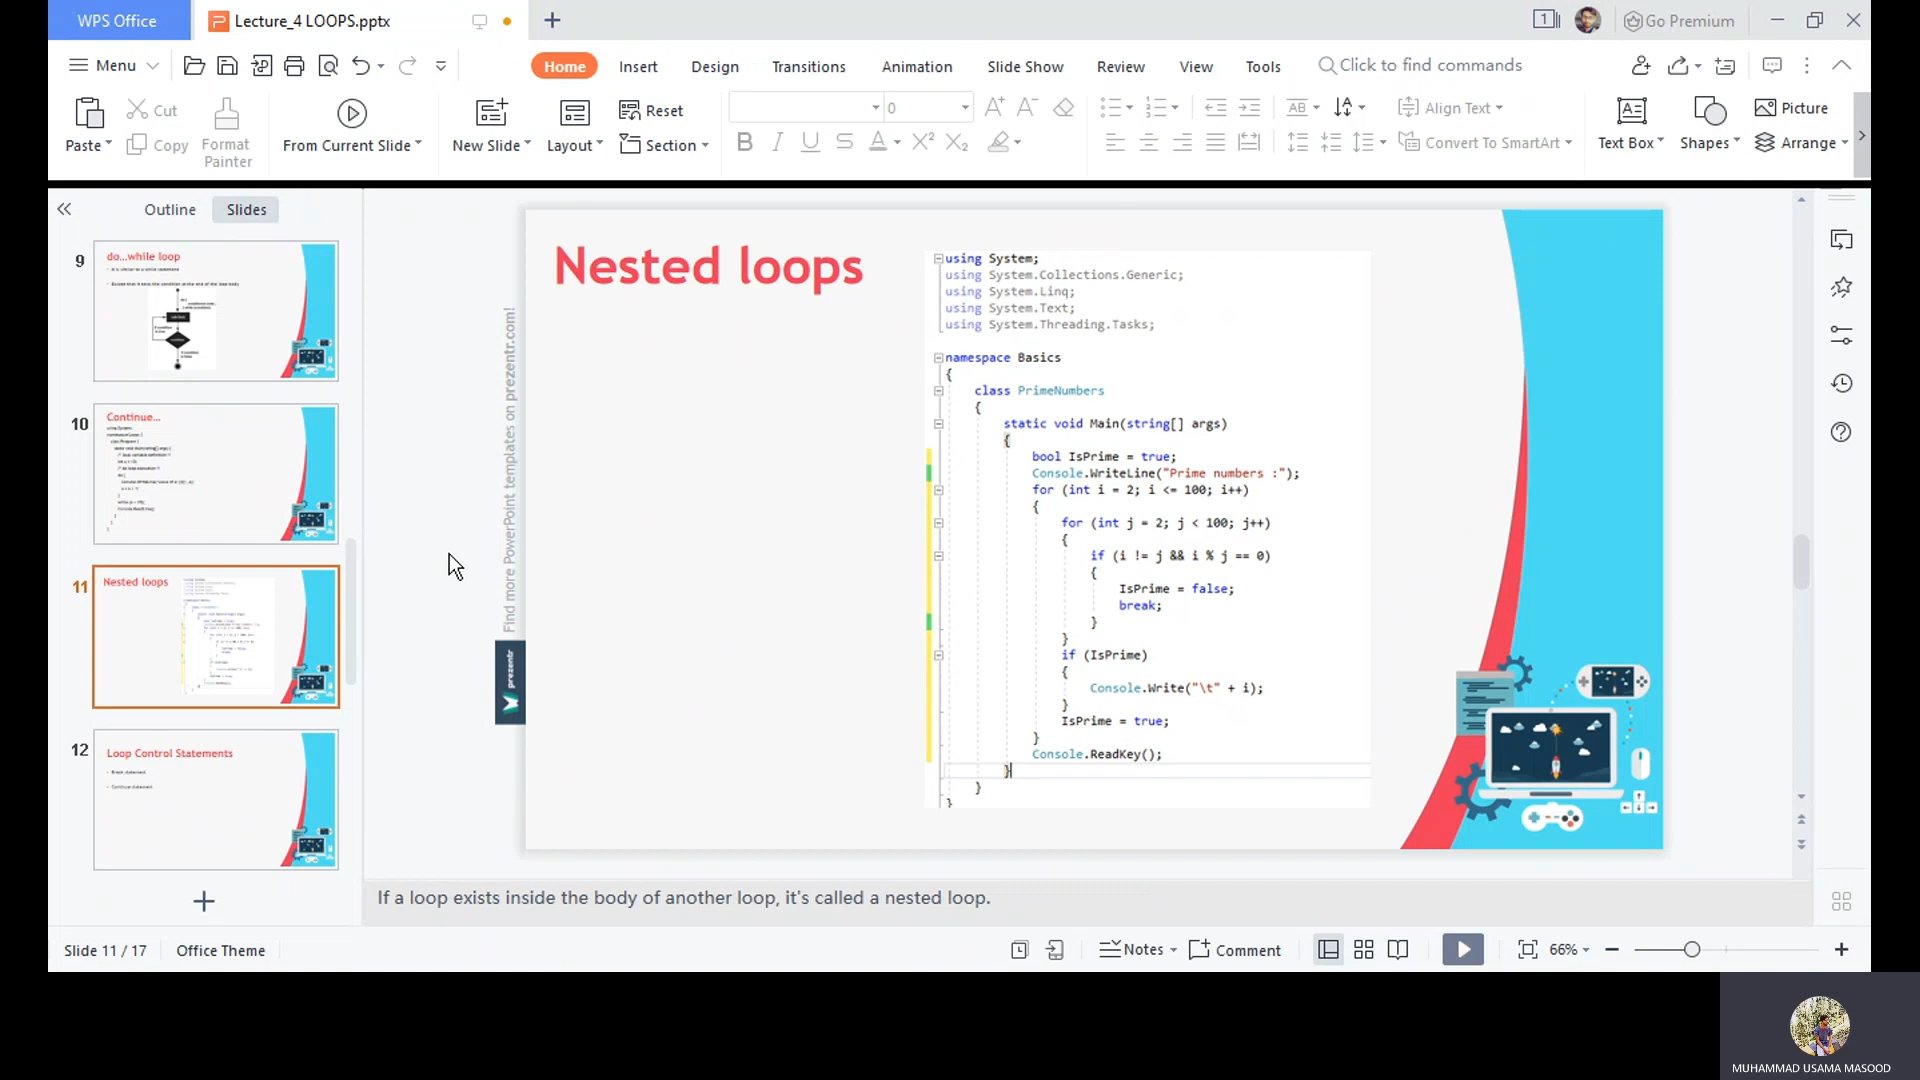 WPS Office
Lecture_4 LOOPS.pptx
1
Go Premium
Menu
Home
Insert
Design
Transitions
Animation
Slide Show
Review
View
Tools
Click to find commands
Paste
Cut
Copy
Format
Painter
From Current Slide
New Slide
Layout
Reset
Section
0
Align Text
Convert To SmartArt
Text Box
Shapes
Picture
Arrange
Outline
Slides
9
do...while loop
10
Continue...
11
Nested loops
12
Loop Control Statements
Break statement
Continue statement
Find more PowerPoint templates on prezentr.com!
prezentr
Nested loops
using System;
using System.Collections.Generic;
using System.Linq;
using System.Text;
using System.Threading.Tasks;
namespace Basics
{
class PrimeNumbers
{
static void Main(string[] args)
{
bool IsPrime = true;
Console.WriteLine("Prime numbers :");
for (int i = 2; i <= 100; i++)
{
for (int j = 2; j < 100; j++)
{
if (i != j && i % j == 0)
{
IsPrime = false;
break;
}
}
if (IsPrime)
{
Console.Write("\t" + i);
}
IsPrime = true;
}
Console.ReadKey();
}
}
}
If a loop exists inside the body of another loop, it's called a nested loop.
Slide 11 / 17
Office Theme
Notes
Comment
66%
MUHAMMAD USAMA MASOOD